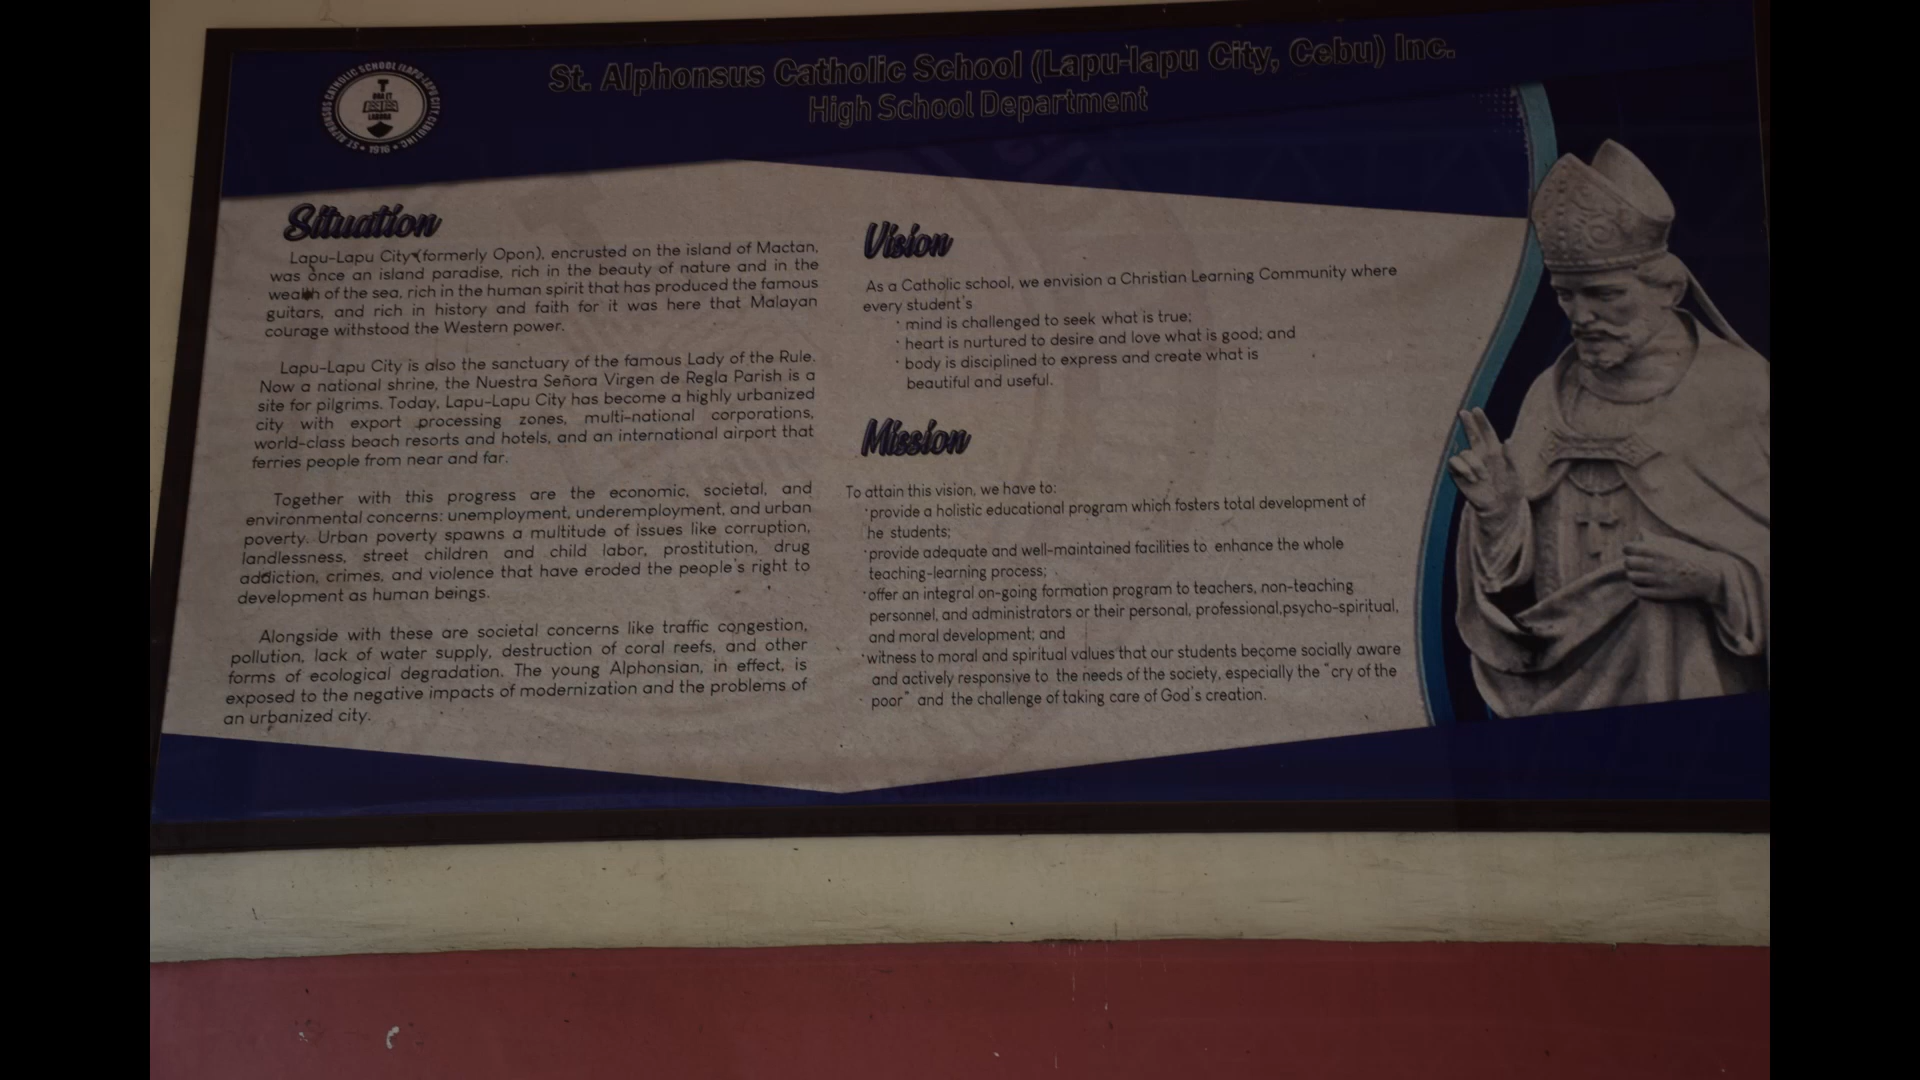 ST. ALPHONSUS CATHOLIC SCHOOL (LAPU-LAPU CITY, CEBU) INC.
ORA ET
LABORA
1916
St. Alphonsus Catholic School (Lapu-lapu City, Cebu) Inc.
High School Department
Situation
Lapu-Lapu City (formerly Opon), encrusted on the island of Mactan,
was once an island paradise, rich in the beauty of nature and in the
wealth of the sea, rich in the human spirit that has produced the famous
guitars, and rich in history and faith for it was here that Malayan
courage withstood the Western power.
Lapu-Lapu City is also the sanctuary of the famous Lady of the Rule.
Now a national shrine, the Nuestra Señora Virgen de Regla Parish is a
site for pilgrims. Today, Lapu-Lapu City has become a highly urbanized
city with export processing zones, multi-national corporations,
world-class beach resorts and hotels, and an international airport that
ferries people from near and far.
Together with this progress are the economic, societal, and
environmental concerns: unemployment, underemployment, and urban
poverty. Urban poverty spawns a multitude of issues like corruption,
landlessness, street children and child labor, prostitution, drug
addiction, crimes, and violence that have eroded the people's right to
development as human beings.
Alongside with these are societal concerns like traffic congestion,
pollution, lack of water supply, destruction of coral reefs, and other
forms of ecological degradation. The young Alphonsian, in effect, is
exposed to the negative impacts of modernization and the problems of
an urbanized city.
Vision
As a Catholic school, we envision a Christian Learning Community where
every student's
· mind is challenged to seek what is true;
· heart is nurtured to desire and love what is good; and
· body is disciplined to express and create what is
beautiful and useful.
Mission
To attain this vision, we have to:
·provide a holistic educational program which fosters total development of
he students;
·provide adequate and well-maintained facilities to enhance the whole
teaching-learning process;
·offer an integral on-going formation program to teachers, non-teaching
personnel, and administrators or their personal, professional,psycho-spiritual,
and moral development; and
·witness to moral and spiritual values that our students become socially aware
and actively responsive to the needs of the society, especially the "cry of the
poor" and the challenge of taking care of God's creation.